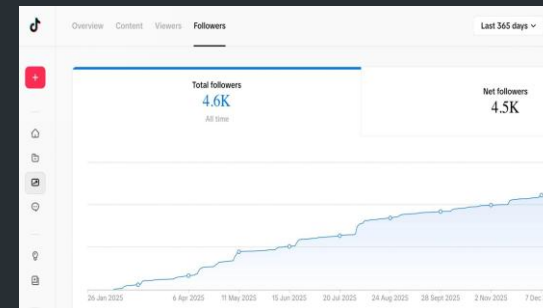 Overview Content Viewers Followers
Last 365 days
Total followers
4.6K
All time
Net followers
4.5K
26 Jan 2025 6 Apr 2025 11 May 2025 15 Jun 2025 20 Jul 2025 24 Aug 2025 28 Sept 2025 2 Nov 2025 7 Dec